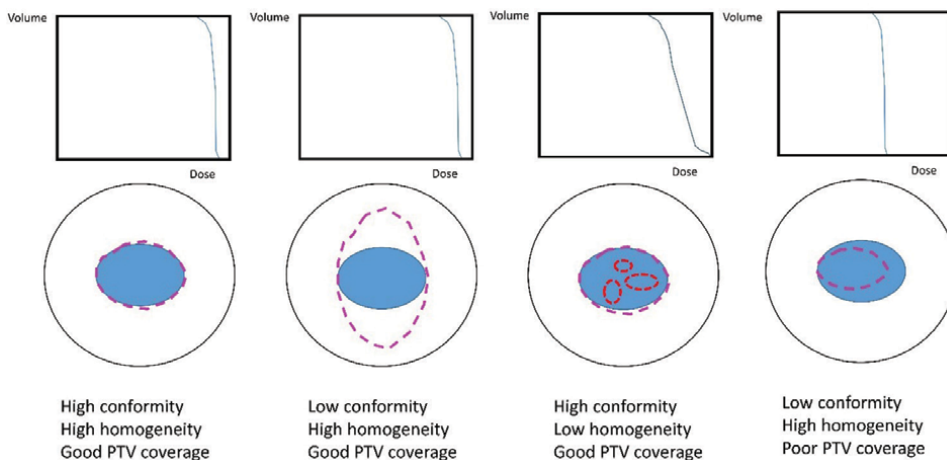 Volume
Dose
High conformity
High homogeneity
Good PTV coverage
Volume
Dose
Low conformity
High homogeneity
Good PTV coverage
Volume
Dose
High conformity
Low homogeneity
Good PTV coverage
Volume
Dose
Low conformity
High homogeneity
Poor PTV coverage